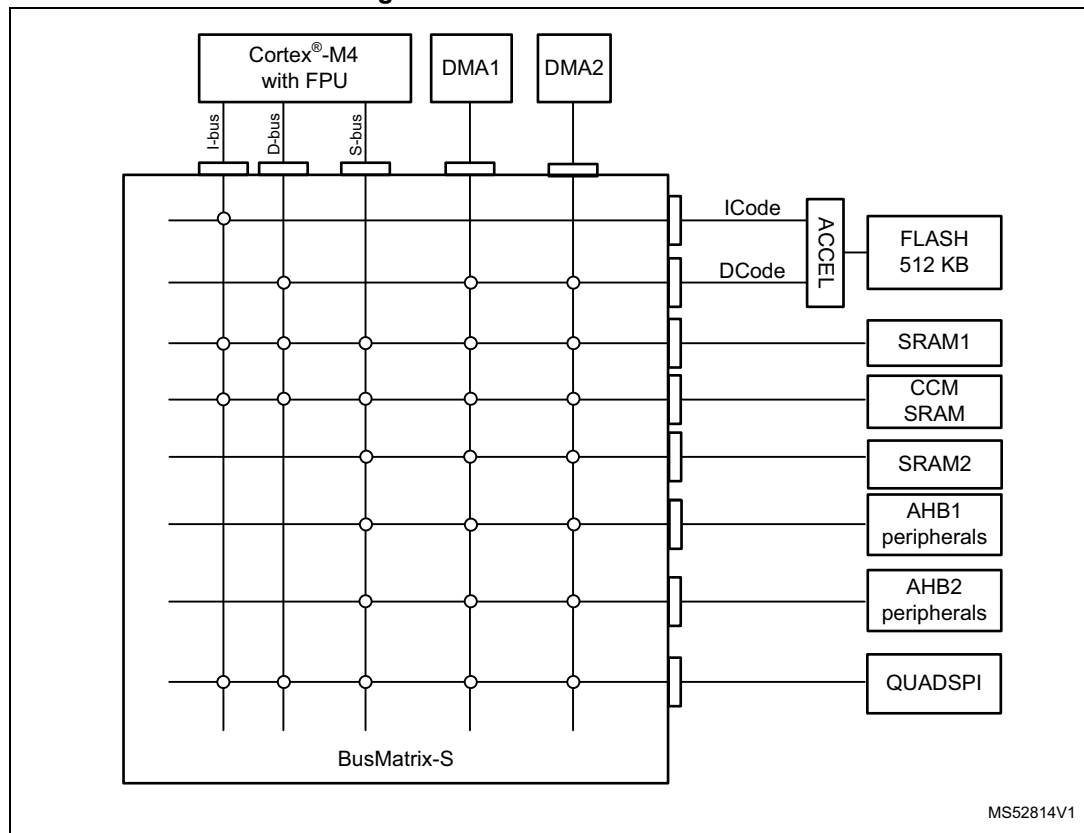 Cortex®-M4
with FPU
DMA1
DMA2
I-bus
D-bus
S-bus
ICode
DCode
ACCEL
FLASH
512 KB
SRAM1
CCM
SRAM
SRAM2
AHB1
peripherals
AHB2
peripherals
QUADSPI
BusMatrix-S
MS52814V1